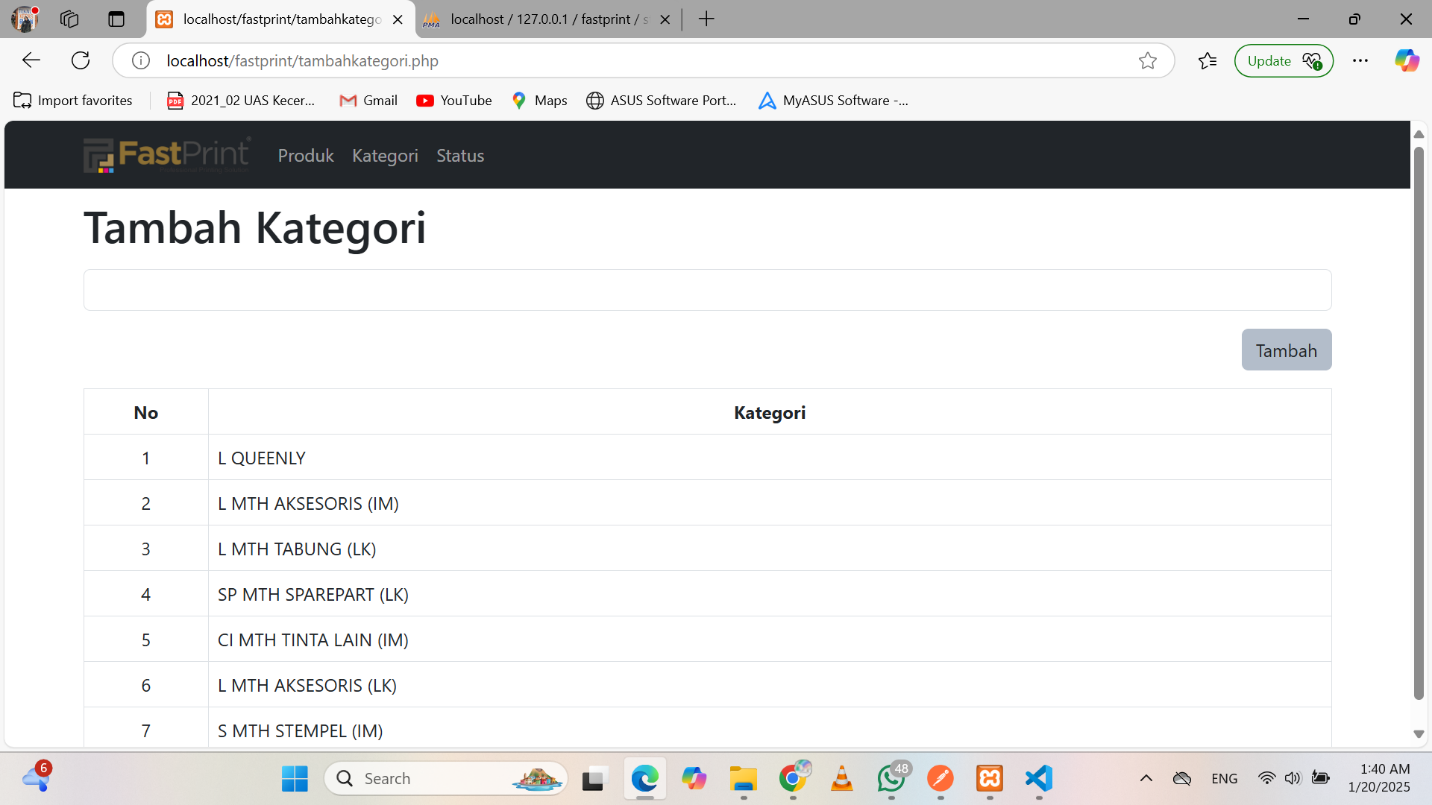 localhost/fastprint/tambahkatego
localhost / 127.0.0.1 / fastprint / s
localhost/fastprint/tambahkategori.php
Update
Import favorites
2021_02 UAS Kecer...
Gmail
YouTube
Maps
ASUS Software Port...
MyASUS Software -...
FastPrint Produk Kategori Status
Tambah Kategori
Tambah
No Kategori
1 L QUEENLY
2 L MTH AKSESORIS (IM)
3 L MTH TABUNG (LK)
4 SP MTH SPAREPART (LK)
5 CI MTH TINTA LAIN (IM)
6 L MTH AKSESORIS (LK)
7 S MTH STEMPEL (IM)
6
Search
48
ENG
1:40 AM
1/20/2025